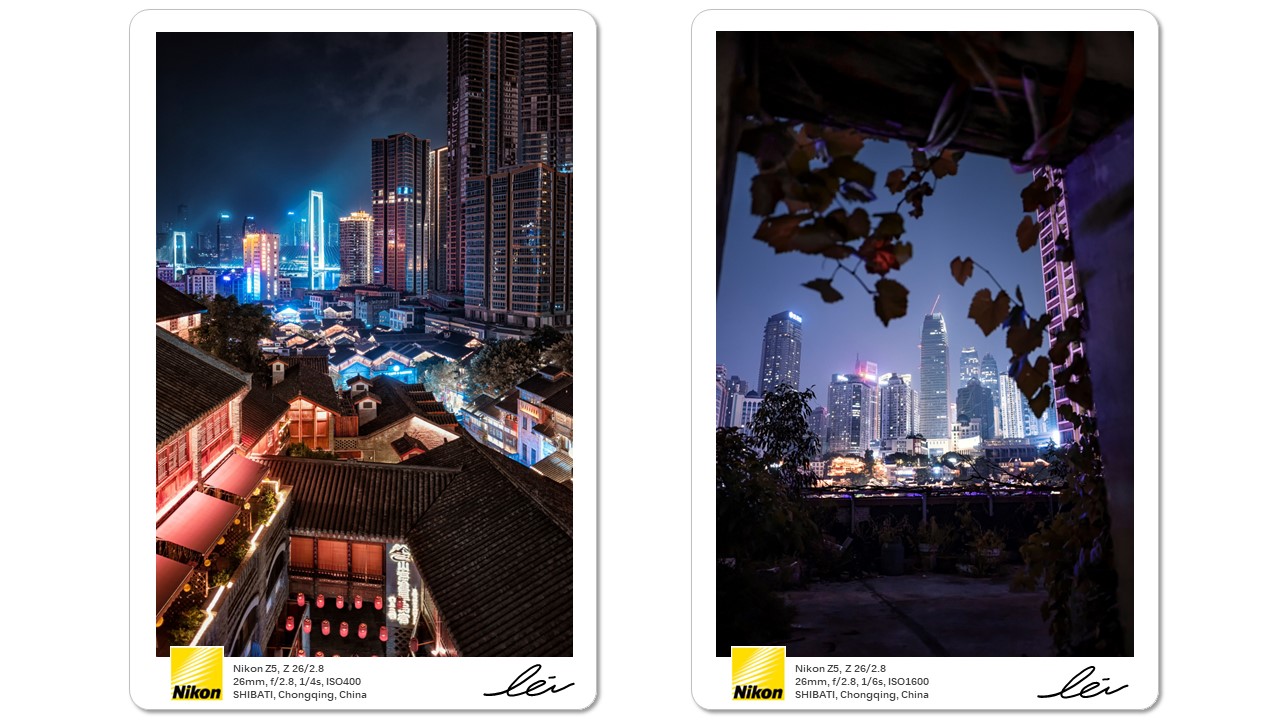 Nikon
Nikon Z5, Z 26/2.8
26mm, f/2.8, 1/4s, ISO400
SHIBATI, Chongqing, China
Nikon
Nikon Z5, Z 26/2.8
26mm, f/2.8, 1/6s, ISO1600
SHIBATI, Chongqing, China